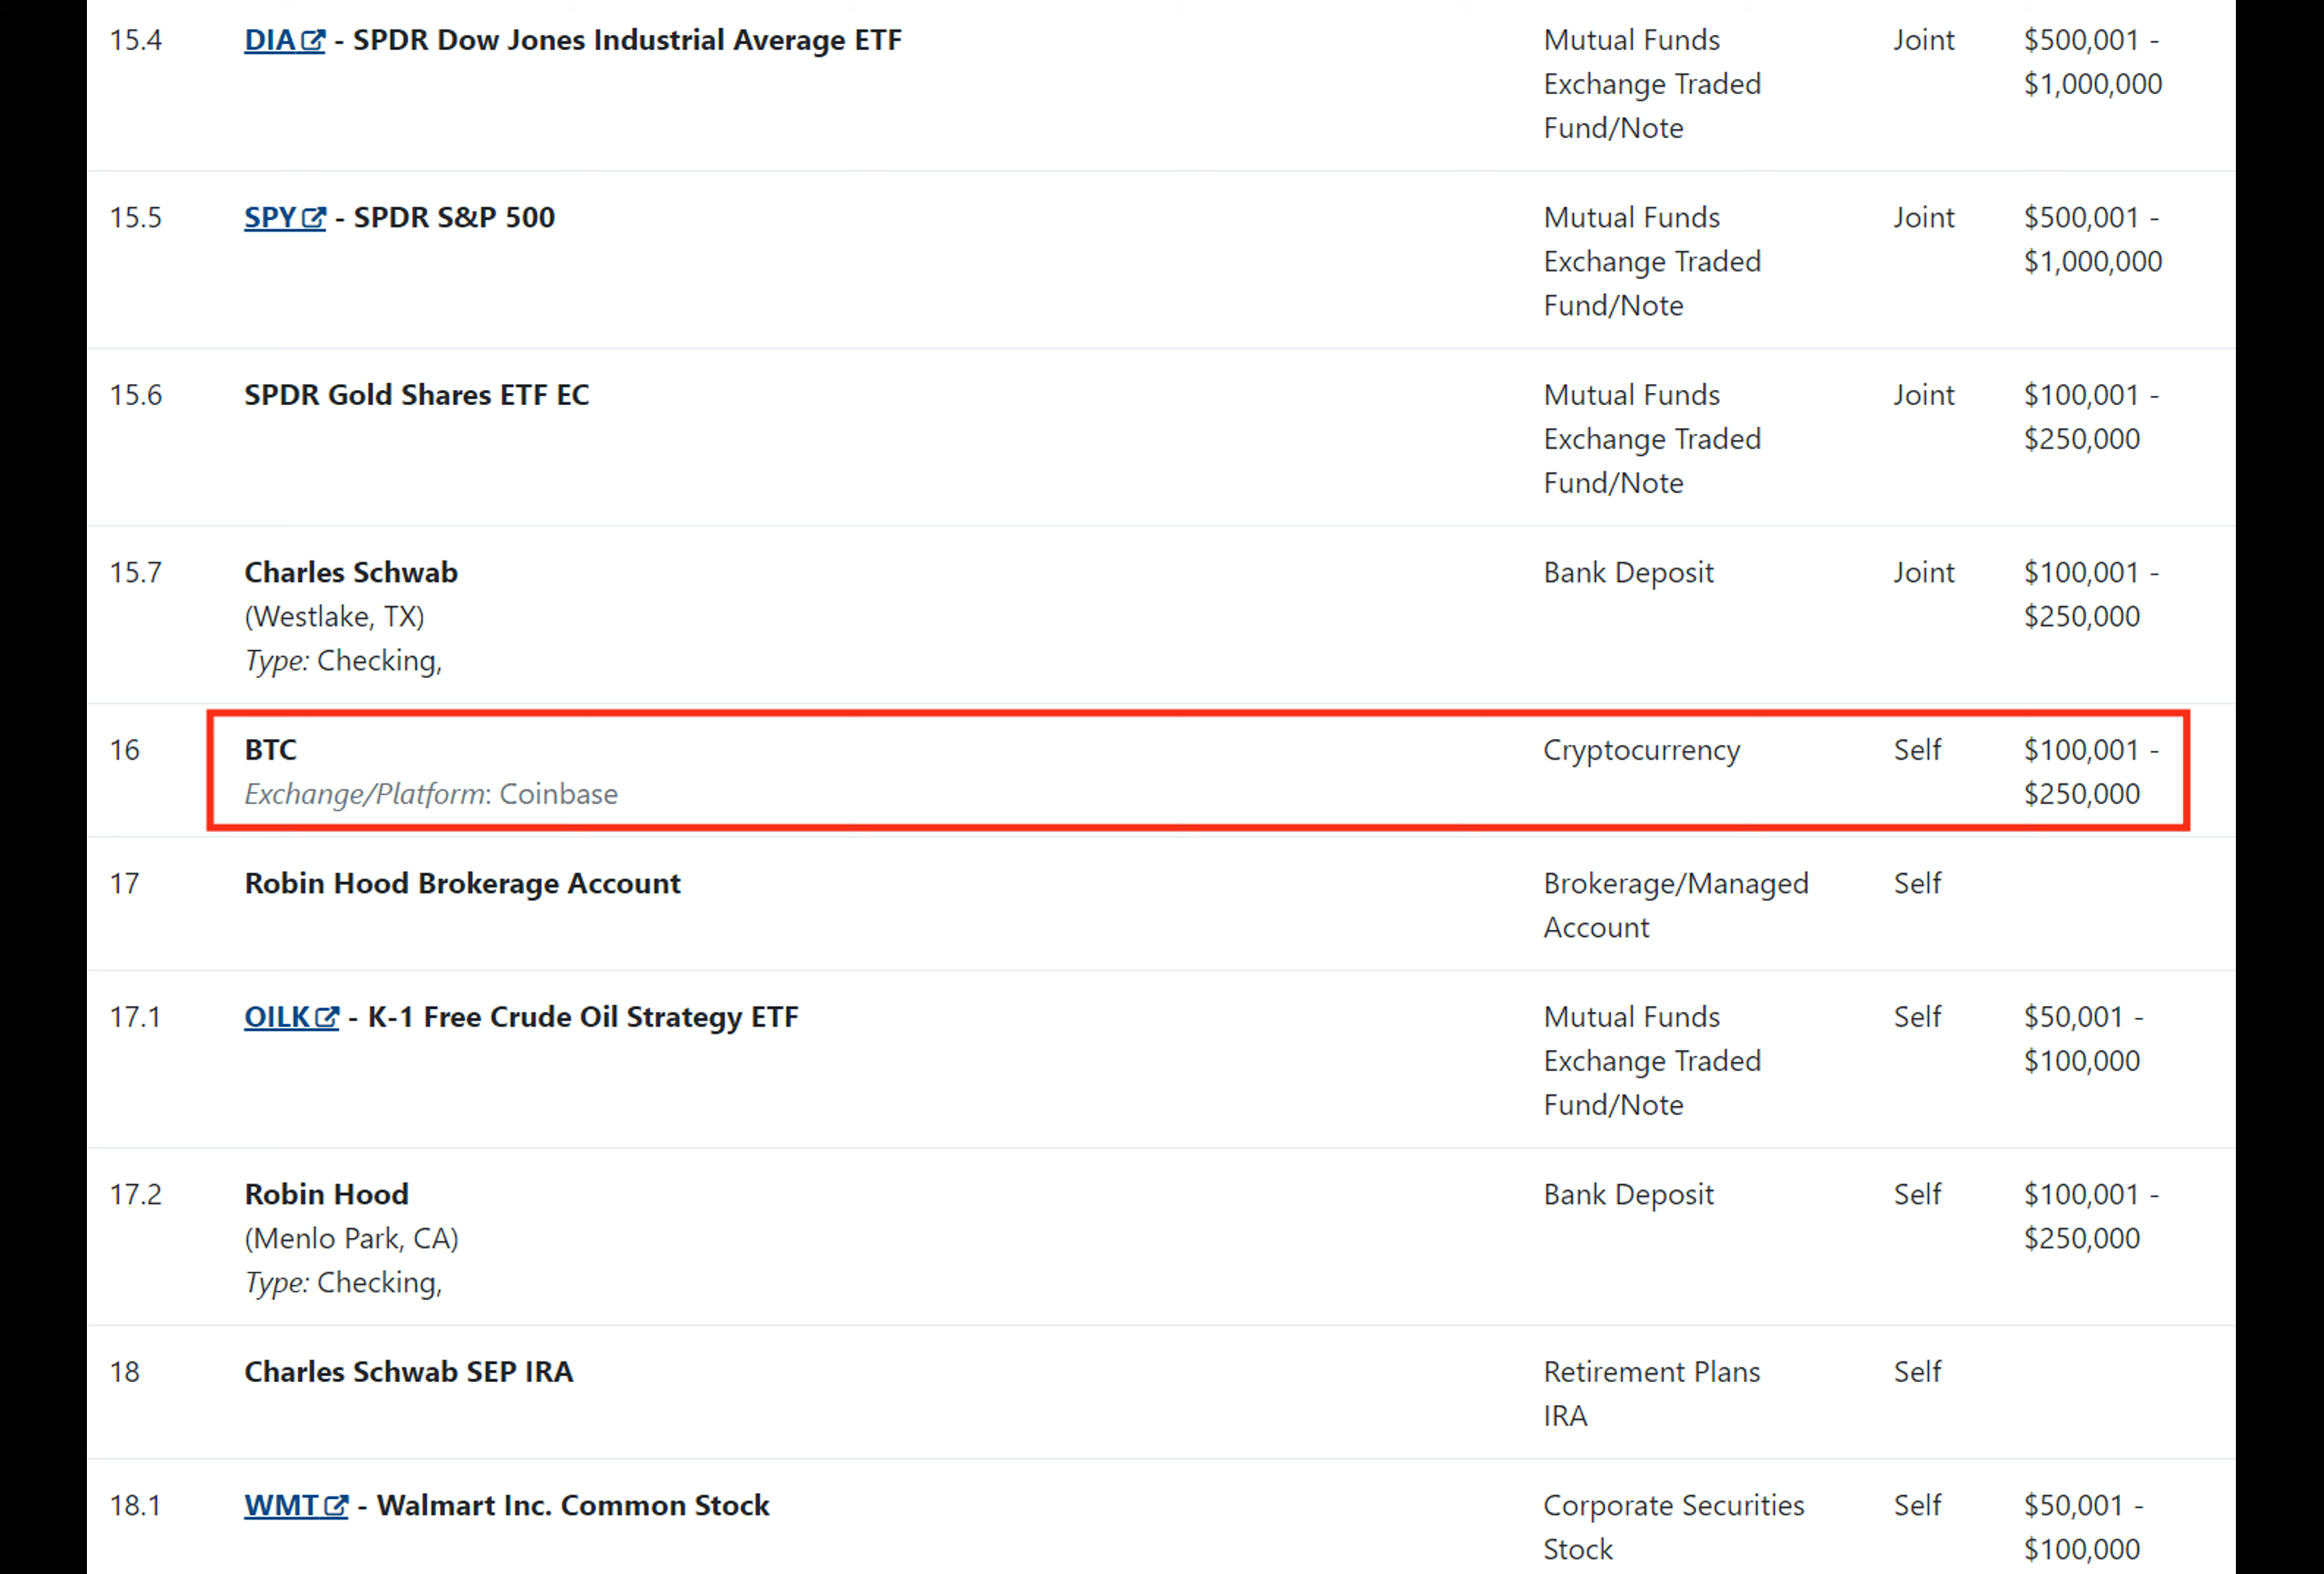 15.4 DIA - SPDR Dow Jones Industrial Average ETF Mutual Funds Joint $500,001 -
Exchange Traded $1,000,000
Fund/Note
15.5 SPY - SPDR S&P 500 Mutual Funds Joint $500,001 -
Exchange Traded $1,000,000
Fund/Note
15.6 SPDR Gold Shares ETF EC Mutual Funds Joint $100,001 -
Exchange Traded $250,000
Fund/Note
15.7 Charles Schwab Bank Deposit Joint $100,001 -
(Westlake, TX) $250,000
Type: Checking,
16 BTC Cryptocurrency Self $100,001 -
Exchange/Platform: Coinbase $250,000
17 Robin Hood Brokerage Account Brokerage/Managed Self
Account
17.1 OILK - K-1 Free Crude Oil Strategy ETF Mutual Funds Self $50,001 -
Exchange Traded $100,000
Fund/Note
17.2 Robin Hood Bank Deposit Self $100,001 -
(Menlo Park, CA) $250,000
Type: Checking,
18 Charles Schwab SEP IRA Retirement Plans Self
IRA
18.1 WMT - Walmart Inc. Common Stock Corporate Securities Self $50,001 -
Stock $100,000